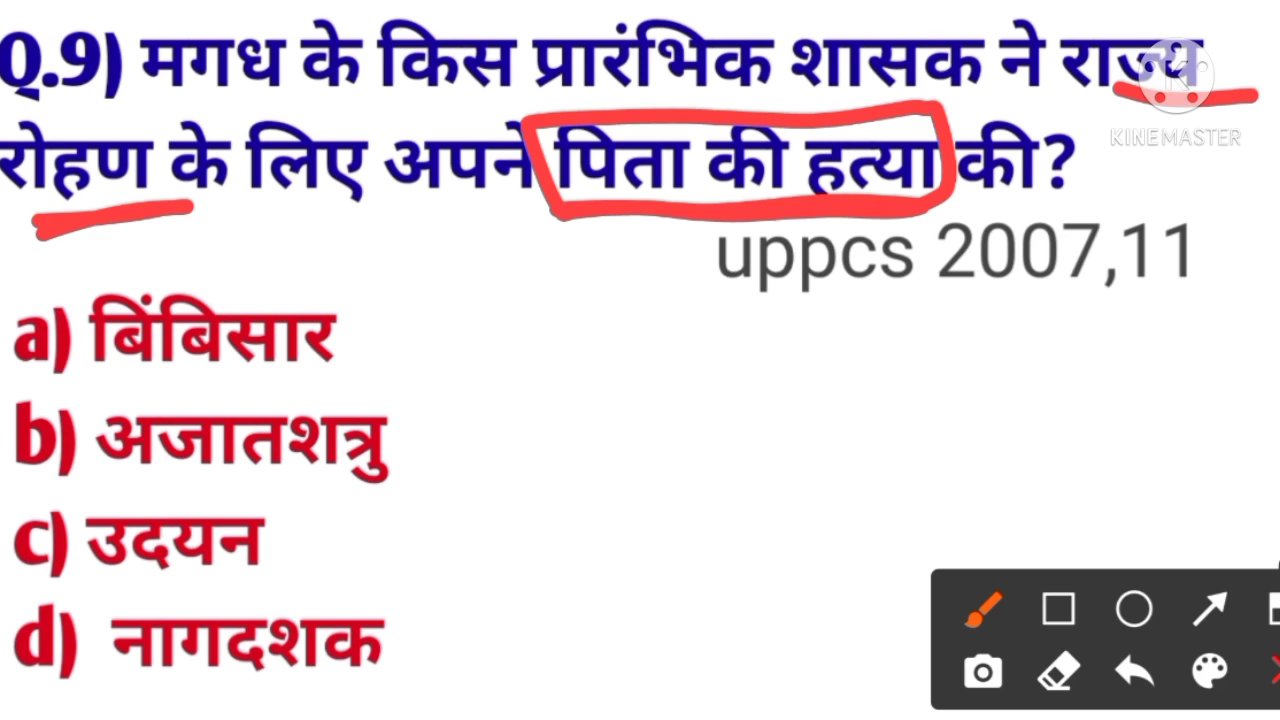 Q.9) मगध के किस प्रारंभिक शासक ने राज्य
रोहण के लिए अपने पिता की हत्या की?
KINEMASTER
uppcs 2007,11
a) बिंबिसार
b) अजातशत्रु
c) उदयन
d) नागदशक